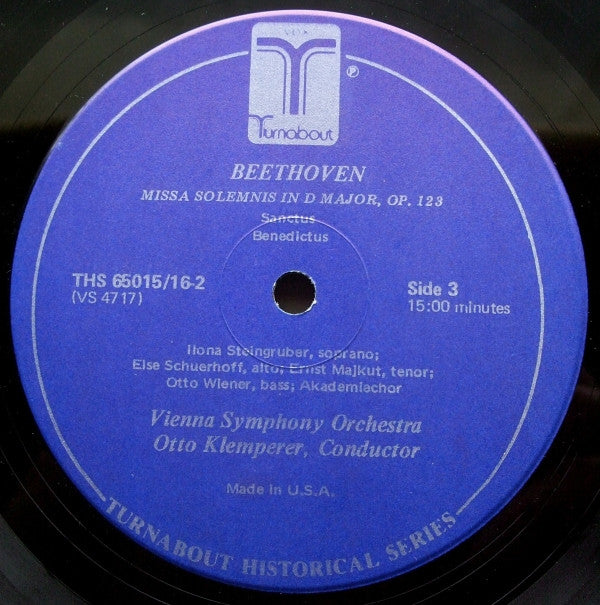 VOX
Turnabout
℗
BEETHOVEN
MISSA SOLEMNIS IN D MAJOR, OP. 123
Sanctus
Benedictus
THS 65015/16-2
(VS 4717)
Side 3
15:00 minutes
Ilona Steingruber, soprano;
Else Schuerhoff, alto; Ernst Majkut, tenor;
Otto Wiener, bass; Akademiechor
Vienna Symphony Orchestra
Otto Klemperer, Conductor
Made in U.S.A.
TURNABOUT HISTORICAL SERIES